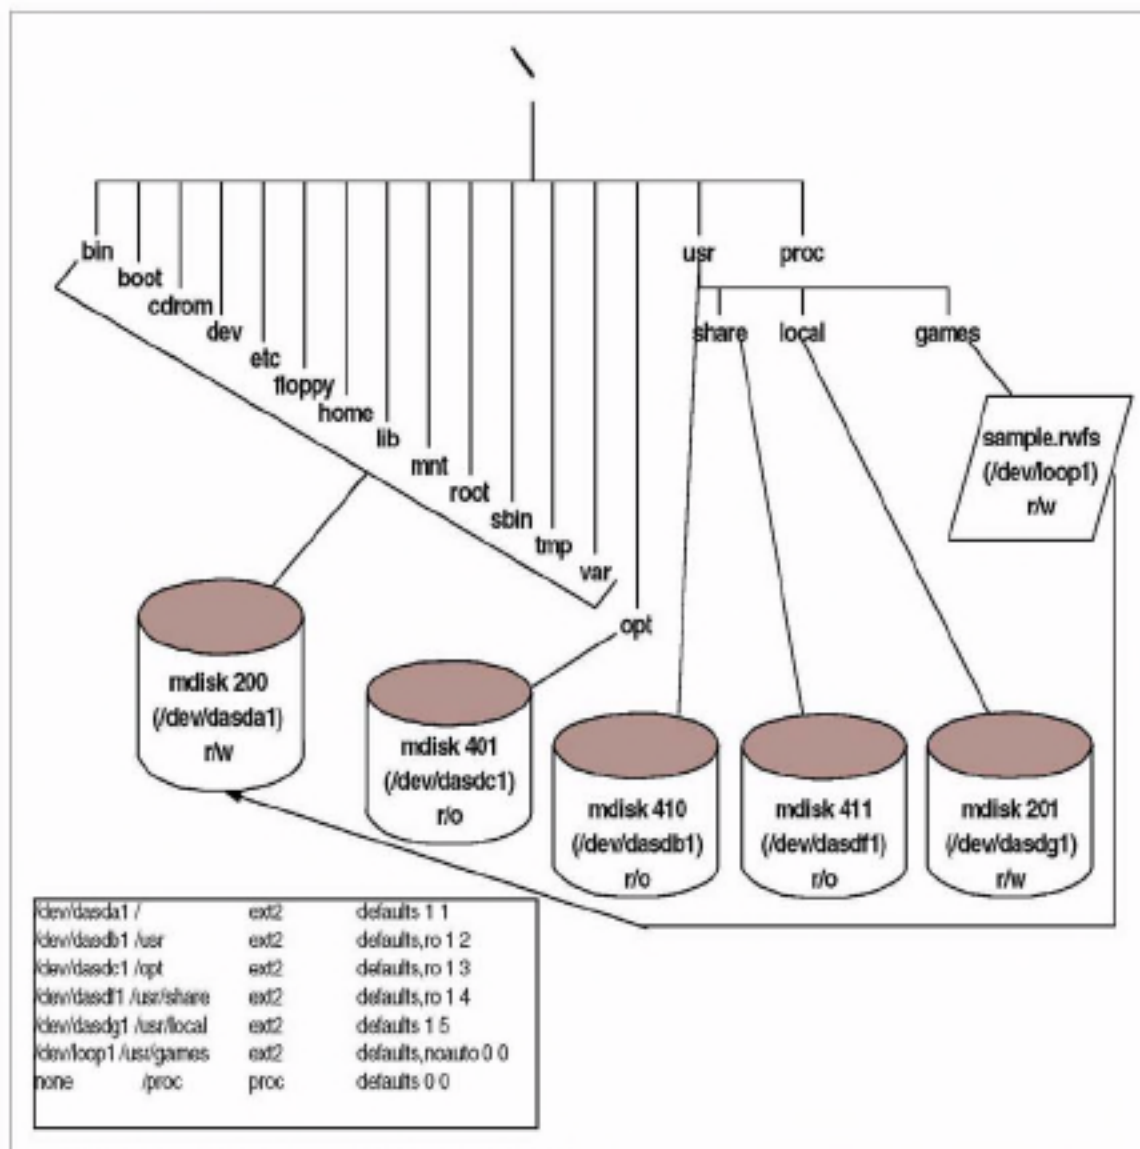 \
bin
boot
cdrom
dev
etc
floppy
home
lib
mnt
root
sbin
tmp
var
opt
usr
proc
share
local
games
sample.rwfs
(/dev/loop1)
r/w
mdisk 200
(/dev/dasda1)
r/w
mdisk 401
(/dev/dasdc1)
r/o
mdisk 410
(/dev/dasdb1)
r/o
mdisk 411
(/dev/dasdf1)
r/o
mdisk 201
(/dev/dasdg1)
r/w
/dev/dasda1 / ext2 defaults 1 1
/dev/dasdb1 /usr ext2 defaults,ro 1 2
/dev/dasdc1 /opt ext2 defaults,ro 1 3
/dev/dasdf1 /usr/share ext2 defaults,ro 1 4
/dev/dasdg1 /usr/local ext2 defaults 1 5
/dev/loop1 /usr/games ext2 defaults,noauto 0 0
none /proc proc defaults 0 0